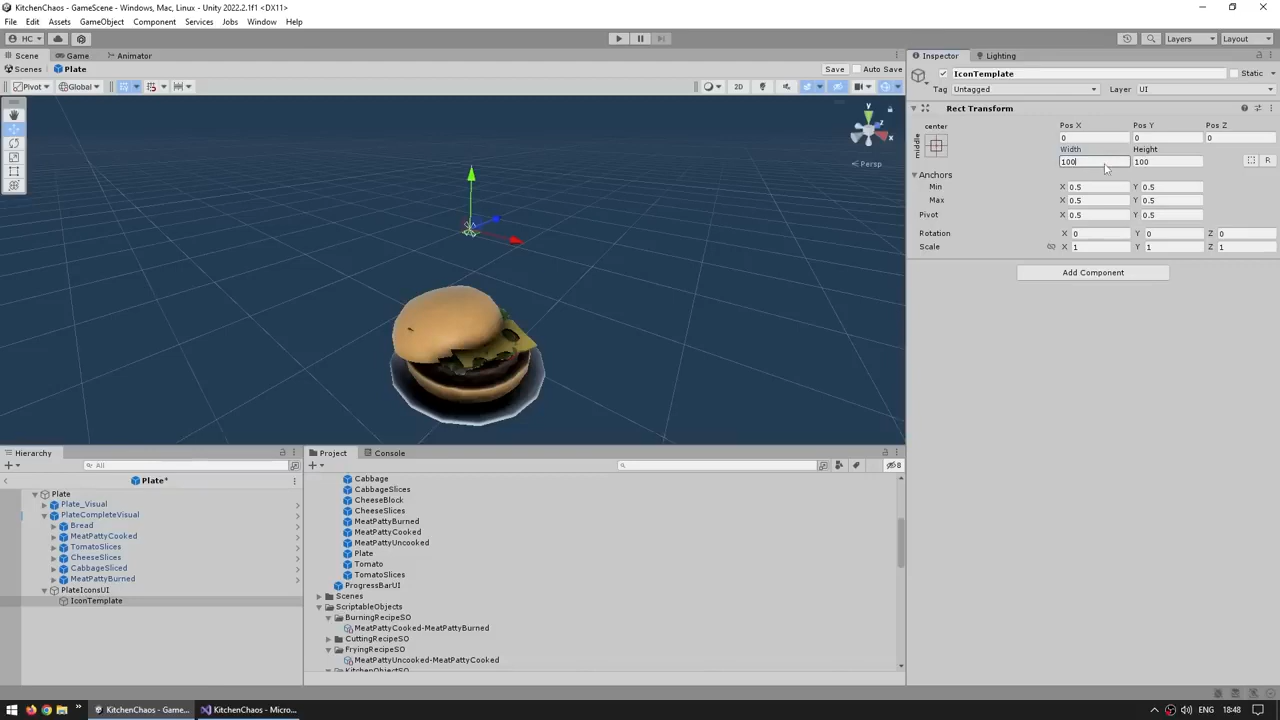 KitchenChaos - GameScene - Windows, Mac, Linux - Unity 2022.2.1f1 <DX11>
File Edit Assets GameObject Component Services Jobs Window Help
HC Layers Layout
Scene Game Animator Inspector Lighting
Scenes Plate Save Auto Save IconTemplate Static
Tag Untagged Layer UI
Pivot Global 2D
Rect Transform
center Pos X Pos Y Pos Z
middle 0 0 0
Width Height
100 100 R
y
z
Persp
Anchors
Min X 0.5 Y 0.5
Max X 0.5 Y 0.5
Pivot X 0.5 Y 0.5
Rotation X 0 Y 0 Z 0
Scale X 1 Y 1 Z 1
Add Component
Hierarchy Project Console
All 8
Plate*
Plate
Plate_Visual
PlateCompleteVisual
Bread
MeatPattyCooked
TomatoSlices
CheeseSlices
CabbageSliced
MeatPattyBurned
PlateIconsUI
IconTemplate
Cabbage
CabbageSlices
CheeseBlock
CheeseSlices
MeatPattyBurned
MeatPattyCooked
MeatPattyUncooked
Plate
Tomato
TomatoSlices
ProgressBarUI
Scenes
ScriptableObjects
BurningRecipeSO
MeatPattyCooked-MeatPattyBurned
CuttingRecipeSO
FryingRecipeSO
MeatPattyUncooked-MeatPattyCooked
KitchenObjectSO
KitchenChaos - Game... KitchenChaos - Micro... ENG 18:48